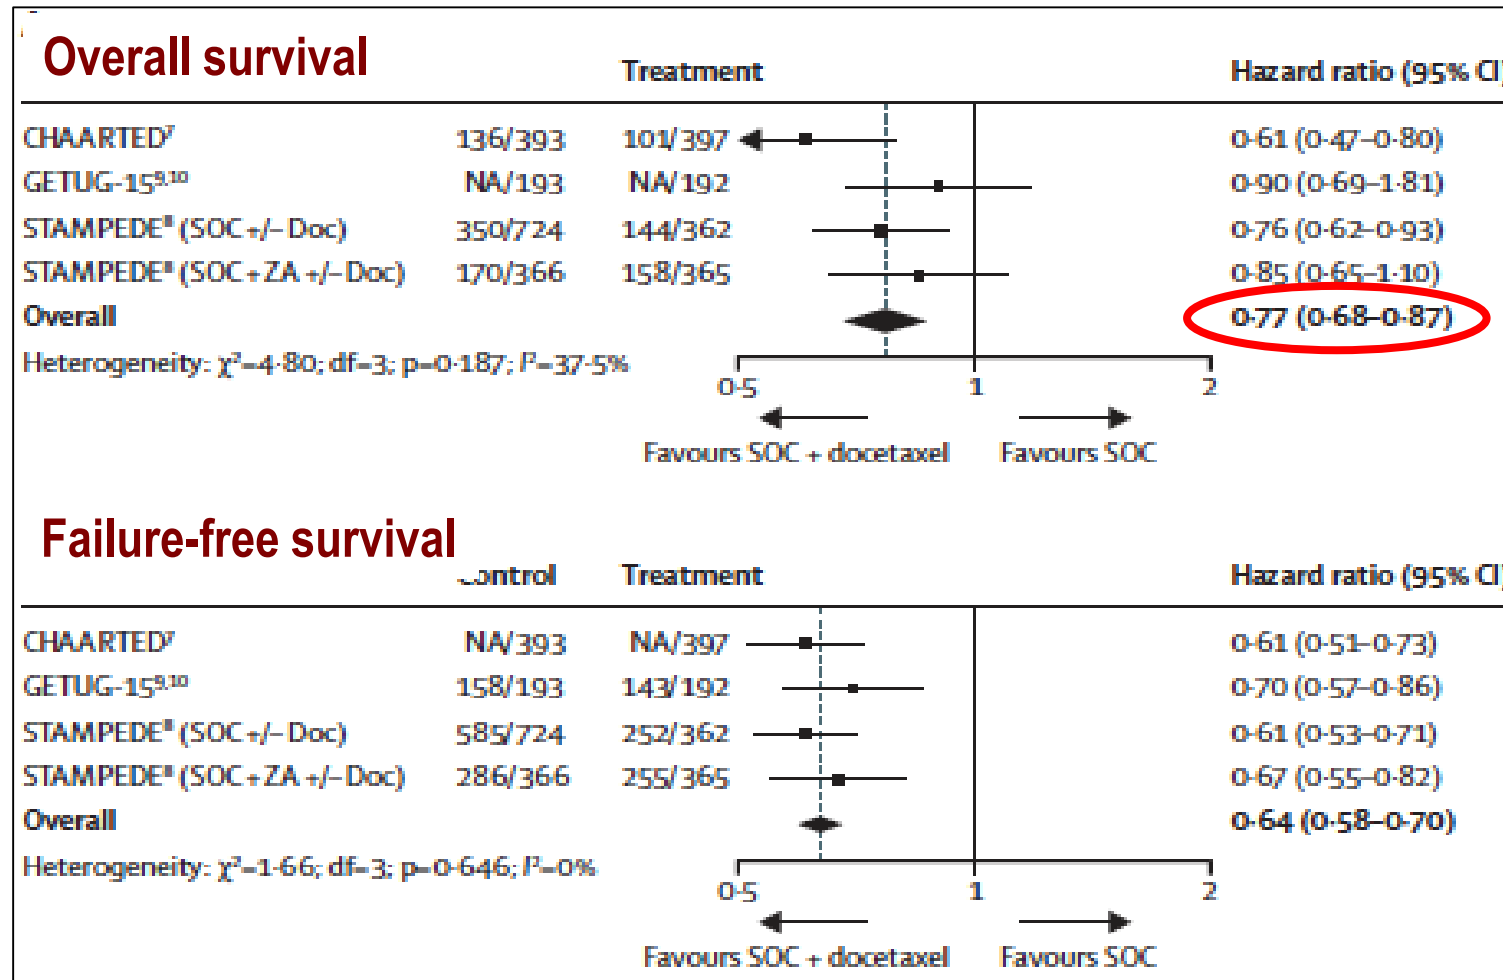 Overall survival
Treatment Hazard ratio (95% CI)
CHAARTED⁷ 136/393 101/397 0·61 (0·47–0·80)
GETUG-15⁹,¹⁰ NA/193 NA/192 0·90 (0·69–1·81)
STAMPEDE⁸ (SOC +/– Doc) 350/724 144/362 0·76 (0·62–0·93)
STAMPEDE⁸ (SOC + ZA +/– Doc) 170/366 158/365 0·85 (0·65–1·10)
Overall 0·77 (0·68–0·87)
Heterogeneity: χ²=4·80; df=3; p=0·187; I²=37·5%
0·5 1 2
Favours SOC + docetaxel Favours SOC
Failure-free survival
Treatment Hazard ratio (95% CI)
CHAARTED⁷ NA/393 NA/397 0·61 (0·51–0·73)
GETUG-15⁹,¹⁰ 158/193 143/192 0·70 (0·57–0·86)
STAMPEDE⁸ (SOC +/– Doc) 585/724 252/362 0·61 (0·53–0·71)
STAMPEDE⁸ (SOC + ZA +/– Doc) 286/366 255/365 0·67 (0·55–0·82)
Overall 0·64 (0·58–0·70)
Heterogeneity: χ²=1·66; df=3; p=0·646; I²=0%
0·5 1 2
Favours SOC + docetaxel Favours SOC